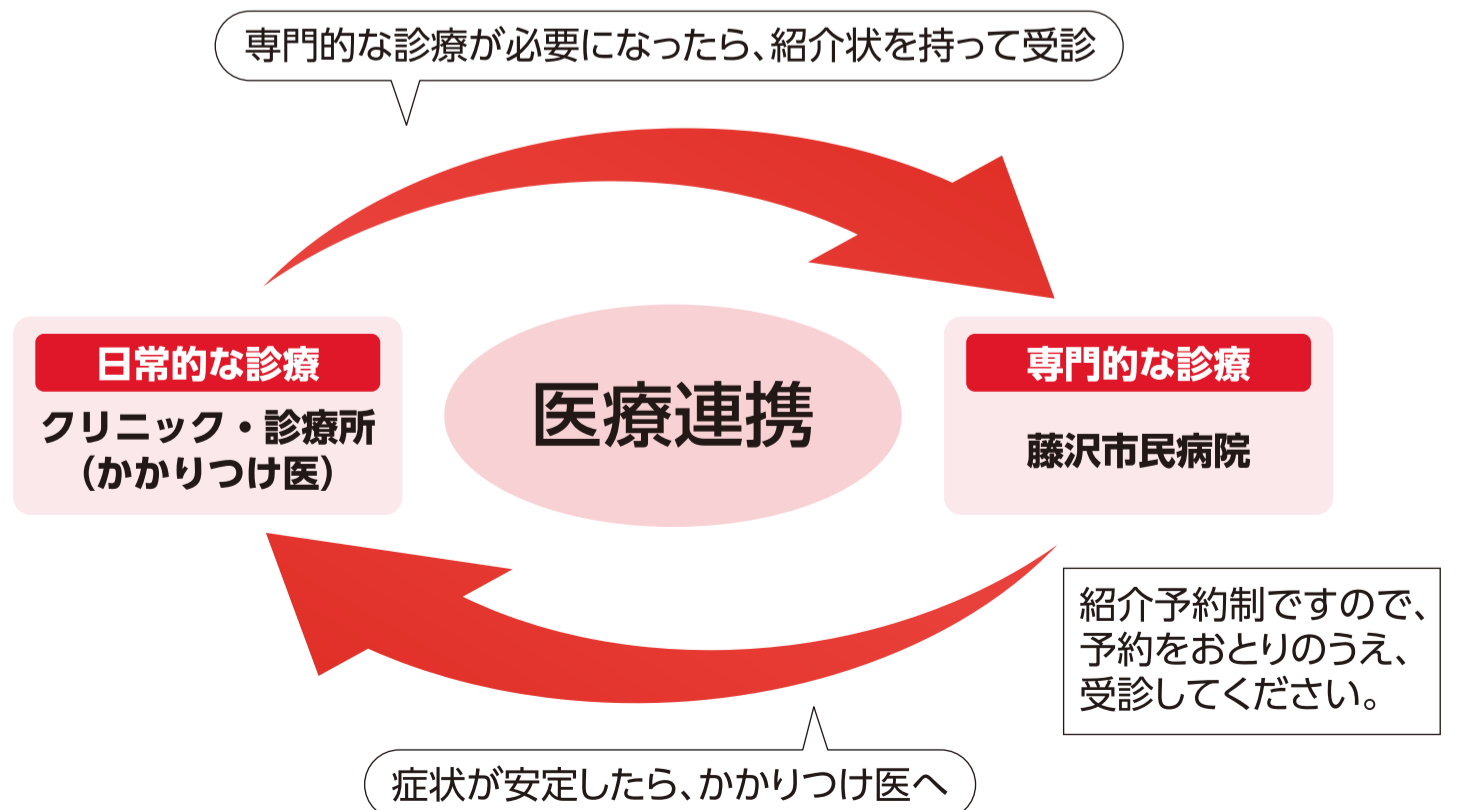 専門的な診療が必要になったら、紹介状を持って受診
日常的な診療
クリニック・診療所
（かかりつけ医）
医療連携
専門的な診療
藤沢市民病院
紹介予約制ですので、
予約をおとりのうえ、
受診してください。
症状が安定したら、かかりつけ医へ